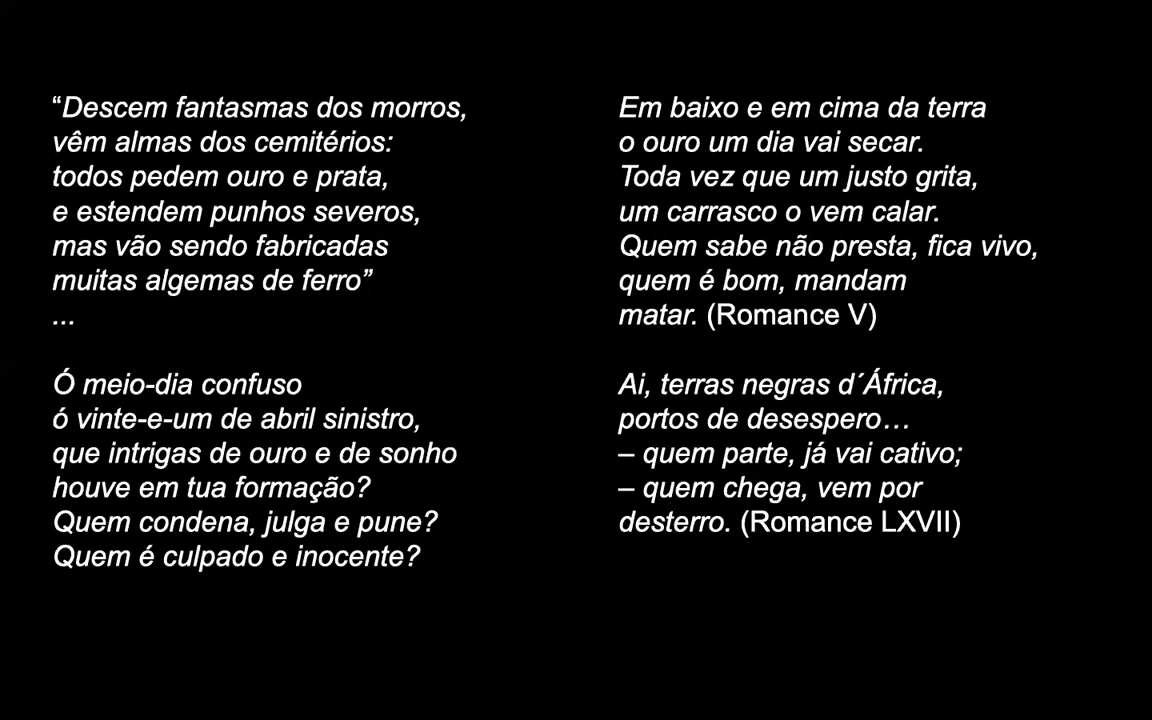 “Descem fantasmas dos morros,
vêm almas dos cemitérios:
todos pedem ouro e prata,
e estendem punhos severos,
mas vão sendo fabricadas
muitas algemas de ferro”
...
Ó meio-dia confuso
ó vinte-e-um de abril sinistro,
que intrigas de ouro e de sonho
houve em tua formação?
Quem condena, julga e pune?
Quem é culpado e inocente?
Em baixo e em cima da terra
o ouro um dia vai secar.
Toda vez que um justo grita,
um carrasco o vem calar.
Quem sabe não presta, fica vivo,
quem é bom, mandam
matar. (Romance V)
Ai, terras negras d´África,
portos de desespero…
– quem parte, já vai cativo;
– quem chega, vem por
desterro. (Romance LXVII)